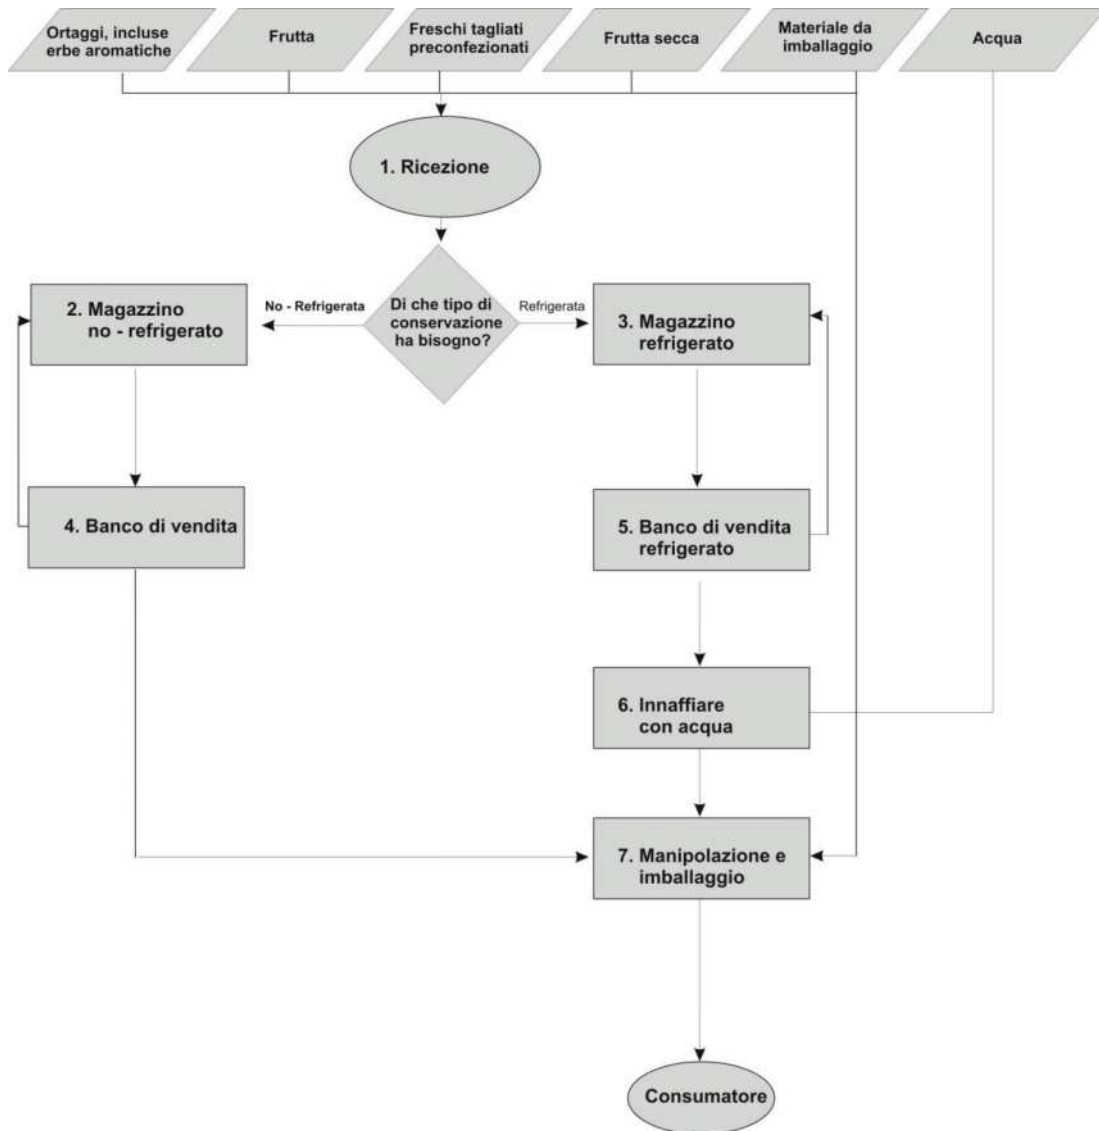 Ortaggi, incluse
erbe aromatiche
Frutta
Freschi tagliati
preconfezionati
Frutta secca
Materiale da
imballaggio
Acqua
1. Ricezione
2. Magazzino
no - refrigerato
No - Refrigerata
Di che tipo di
conservazione
ha bisogno?
Refrigerata
3. Magazzino
refrigerato
4. Banco di vendita
5. Banco di vendita
refrigerato
6. Innaffiare
con acqua
7. Manipolazione e
imballaggio
Consumatore